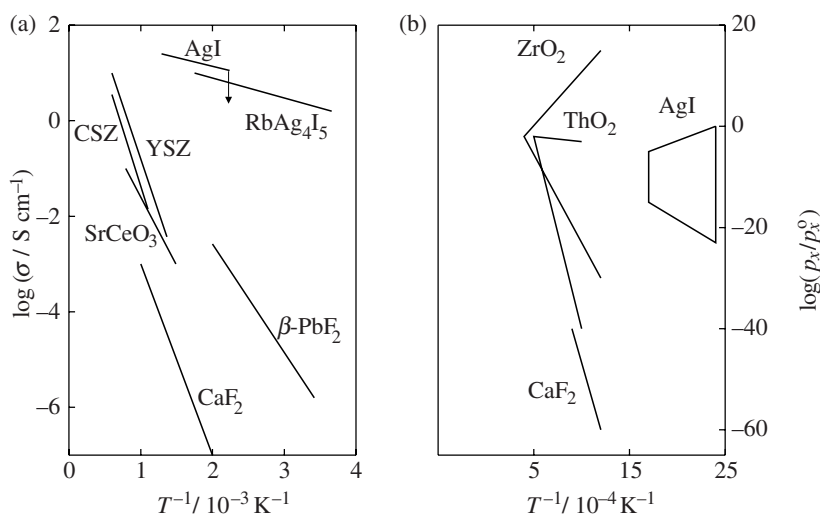 (a)
2
0
−2
−4
−6
log (σ / S cm⁻¹)
AgI
RbAg₄I₅
CSZ
YSZ
SrCeO₃
β-PbF₂
CaF₂
0 1 2 3 4
T⁻¹ / 10⁻³ K⁻¹
(b)
20
0
−20
−40
−60
log(pₓ/pₓᵒ)
ZrO₂
ThO₂
AgI
CaF₂
5 15 25
T⁻¹ / 10⁻⁴ K⁻¹